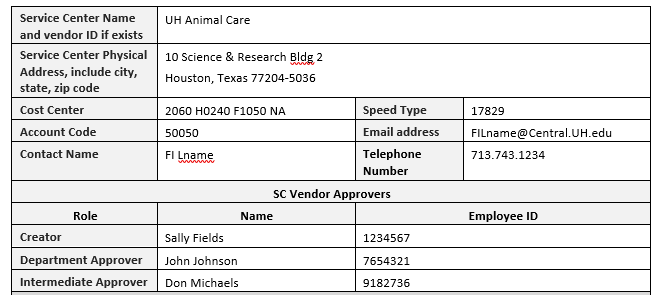 Service Center Name and vendor ID if exists UH Animal Care
Service Center Physical Address, include city, state, zip code 10 Science & Research Bldg 2
Houston, Texas 77204-5036
Cost Center 2060 H0240 F1050 NA Speed Type 17829
Account Code 50050 Email address FILname@Central.UH.edu
Contact Name FI Lname Telephone Number 713.743.1234
SC Vendor Approvers
Role Name Employee ID
Creator Sally Fields 1234567
Department Approver John Johnson 7654321
Intermediate Approver Don Michaels 9182736